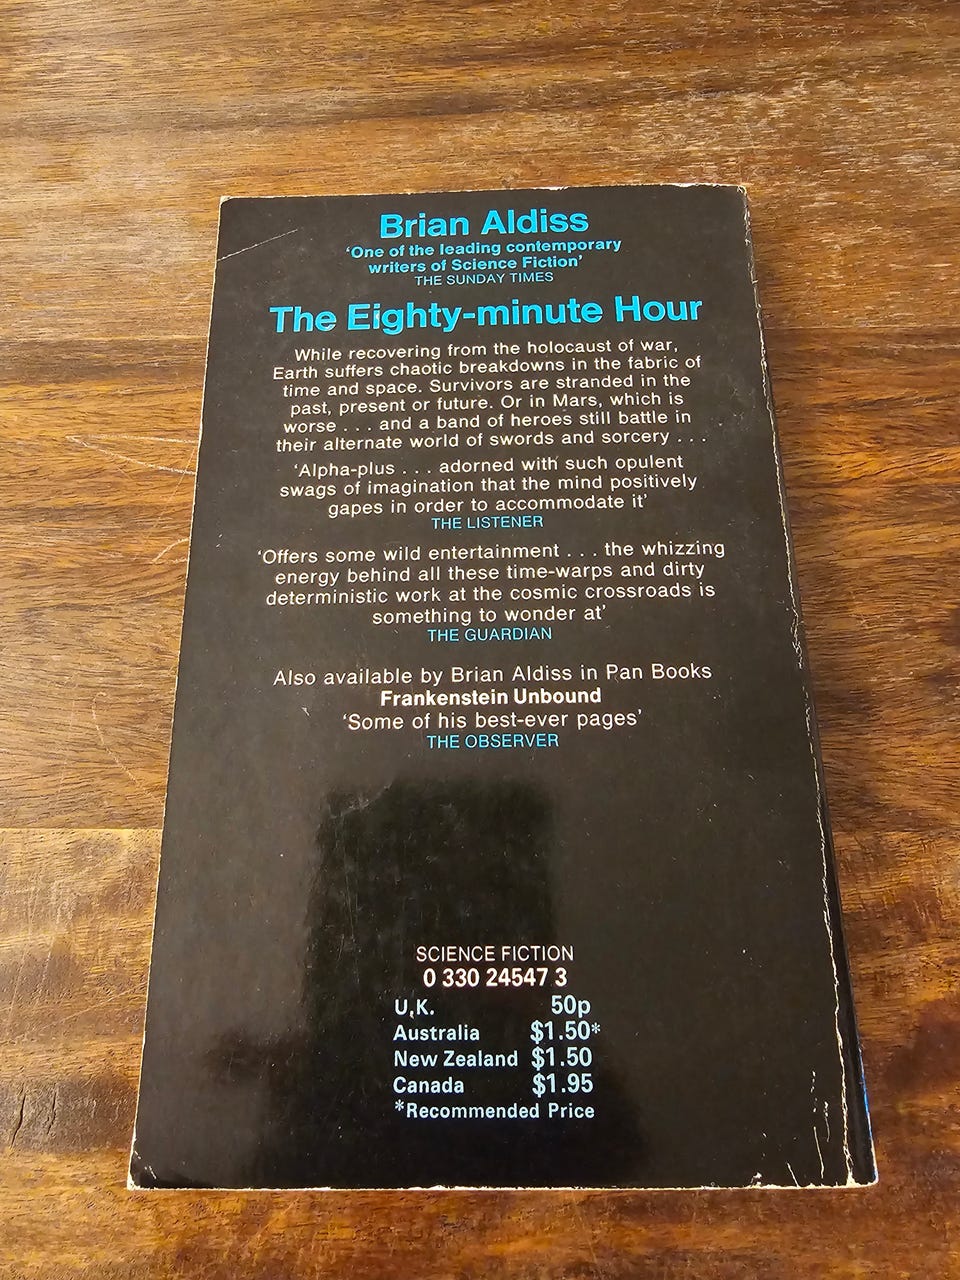 Brian Aldiss
'One of the leading contemporary
writers of Science Fiction'
THE SUNDAY TIMES
The Eighty-minute Hour
While recovering from the holocaust of war,
Earth suffers chaotic breakdowns in the fabric of
time and space. Survivors are stranded in the
past, present or future. Or in Mars, which is
worse . . . and a band of heroes still battle in
their alternate world of swords and sorcery . . .
'Alpha-plus . . . adorned with such opulent
swags of imagination that the mind positively
gapes in order to accommodate it'
THE LISTENER
'Offers some wild entertainment . . . the whizzing
energy behind all these time-warps and dirty
deterministic work at the cosmic crossroads is
something to wonder at'
THE GUARDIAN
Also available by Brian Aldiss in Pan Books
Frankenstein Unbound
'Some of his best-ever pages'
THE OBSERVER
SCIENCE FICTION
0 330 24547 3
U.K. 50p
Australia $1.50*
New Zealand $1.50
Canada $1.95
*Recommended Price